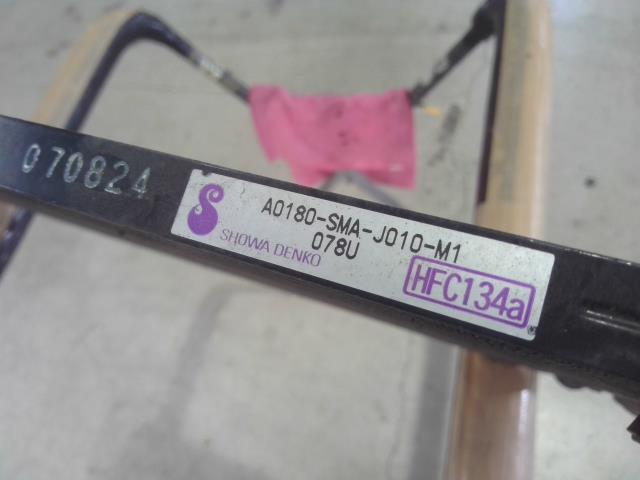 070824
A0180-SMA-J010-M1
078U
SHOWA DENKO
HFC134a